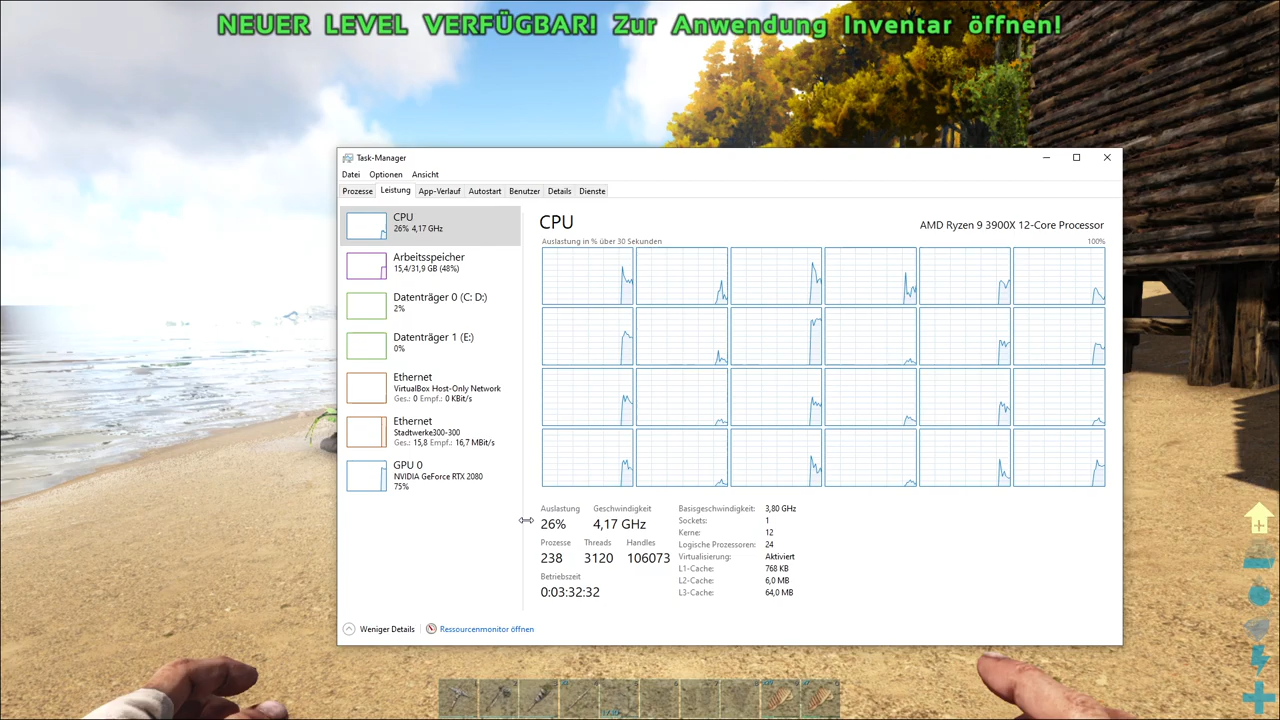 NEUER LEVEL VERFÜGBAR! Zur Anwendung Inventar öffnen!
Task-Manager
Datei Optionen Ansicht
Prozesse Leistung App-Verlauf Autostart Benutzer Details Dienste
CPU
26% 4,17 GHz
Arbeitsspeicher
15,4/31,9 GB (48%)
Datenträger 0 (C: D:)
2%
Datenträger 1 (E:)
0%
Ethernet
VirtualBox Host-Only Network
Ges.: 0 Empf.: 0 KBit/s
Ethernet
Stadtwerke300-300
Ges.: 15,8 Empf.: 16,7 MBit/s
GPU 0
NVIDIA GeForce RTX 2080
75%
CPU
AMD Ryzen 9 3900X 12-Core Processor
Auslastung in % über 30 Sekunden 100%
Auslastung Geschwindigkeit
26% 4,17 GHz
Prozesse Threads Handles
238 3120 106073
Betriebszeit
0:03:32:32
Basisgeschwindigkeit: 3,80 GHz
Sockets: 1
Kerne: 12
Logische Prozessoren: 24
Virtualisierung: Aktiviert
L1-Cache: 768 KB
L2-Cache: 6,0 MB
L3-Cache: 64,0 MB
Weniger Details
Ressourcenmonitor öffnen